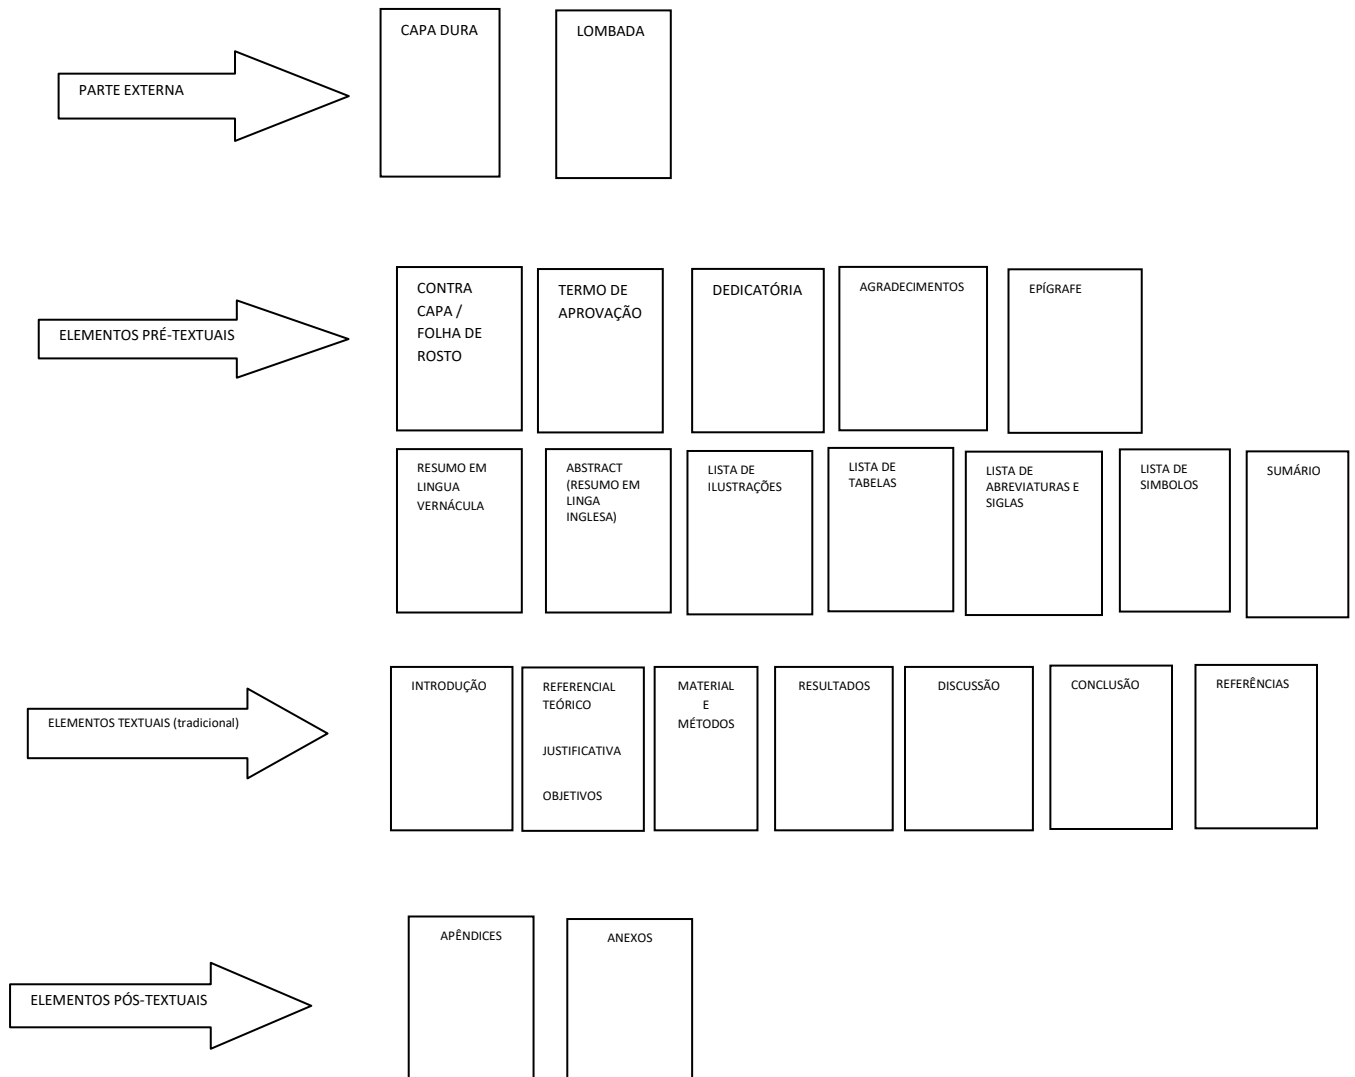 PARTE EXTERNA
CAPA DURA
LOMBADA
ELEMENTOS PRÉ-TEXTUAIS
CONTRA
CAPA /
FOLHA DE
ROSTO
TERMO DE
APROVAÇÃO
DEDICATÓRIA
AGRADECIMENTOS
EPÍGRAFE
RESUMO EM
LINGUA
VERNÁCULA
ABSTRACT
(RESUMO EM
LINGA
INGLESA)
LISTA DE
ILUSTRAÇÕES
LISTA DE
TABELAS
LISTA DE
ABREVIATURAS E
SIGLAS
LISTA DE
SIMBOLOS
SUMÁRIO
ELEMENTOS TEXTUAIS (tradicional)
INTRODUÇÃO
REFERENCIAL
TEÓRICO
JUSTIFICATIVA
OBJETIVOS
MATERIAL
E
MÉTODOS
RESULTADOS
DISCUSSÃO
CONCLUSÃO
REFERÊNCIAS
ELEMENTOS PÓS-TEXTUAIS
APÊNDICES
ANEXOS